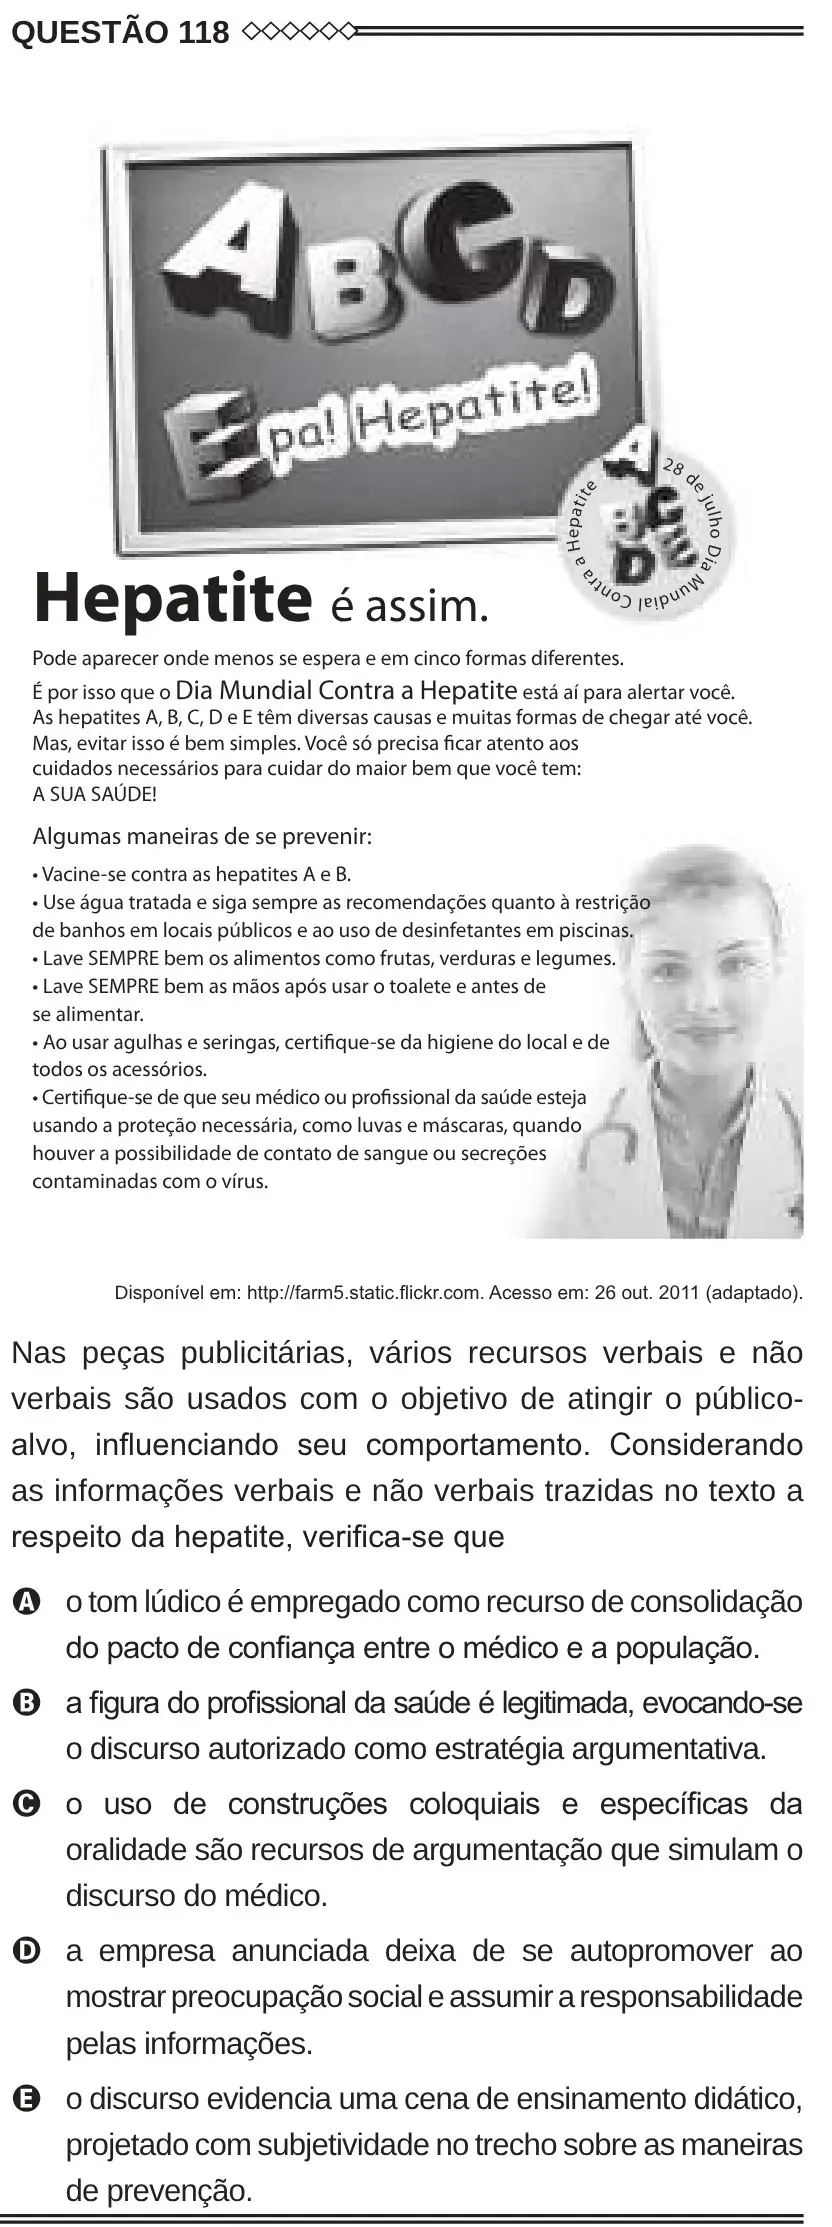 QUESTÃO 118
A B C D
Epa! Hepatite!
28 de julho Dia Mundial Contra a Hepatite
A B C D E
Hepatite é assim.
Pode aparecer onde menos se espera e em cinco formas diferentes.
É por isso que o Dia Mundial Contra a Hepatite está aí para alertar você.
As hepatites A, B, C, D e E têm diversas causas e muitas formas de chegar até você.
Mas, evitar isso é bem simples. Você só precisa ficar atento aos
cuidados necessários para cuidar do maior bem que você tem:
A SUA SAÚDE!
Algumas maneiras de se prevenir:
• Vacine-se contra as hepatites A e B.
• Use água tratada e siga sempre as recomendações quanto à restrição
de banhos em locais públicos e ao uso de desinfetantes em piscinas.
• Lave SEMPRE bem os alimentos como frutas, verduras e legumes.
• Lave SEMPRE bem as mãos após usar o toalete e antes de
se alimentar.
• Ao usar agulhas e seringas, certifique-se da higiene do local e de
todos os acessórios.
• Certifique-se de que seu médico ou profissional da saúde esteja
usando a proteção necessária, como luvas e máscaras, quando
houver a possibilidade de contato de sangue ou secreções
contaminadas com o vírus.
Disponível em: http://farm5.static.flickr.com. Acesso em: 26 out. 2011 (adaptado).
Nas peças publicitárias, vários recursos verbais e não
verbais são usados com o objetivo de atingir o público-
alvo, influenciando seu comportamento. Considerando
as informações verbais e não verbais trazidas no texto a
respeito da hepatite, verifica-se que
A o tom lúdico é empregado como recurso de consolidação
do pacto de confiança entre o médico e a população.
B a figura do profissional da saúde é legitimada, evocando-se
o discurso autorizado como estratégia argumentativa.
C o uso de construções coloquiais e específicas da
oralidade são recursos de argumentação que simulam o
discurso do médico.
D a empresa anunciada deixa de se autopromover ao
mostrar preocupação social e assumir a responsabilidade
pelas informações.
E o discurso evidencia uma cena de ensinamento didático,
projetado com subjetividade no trecho sobre as maneiras
de prevenção.